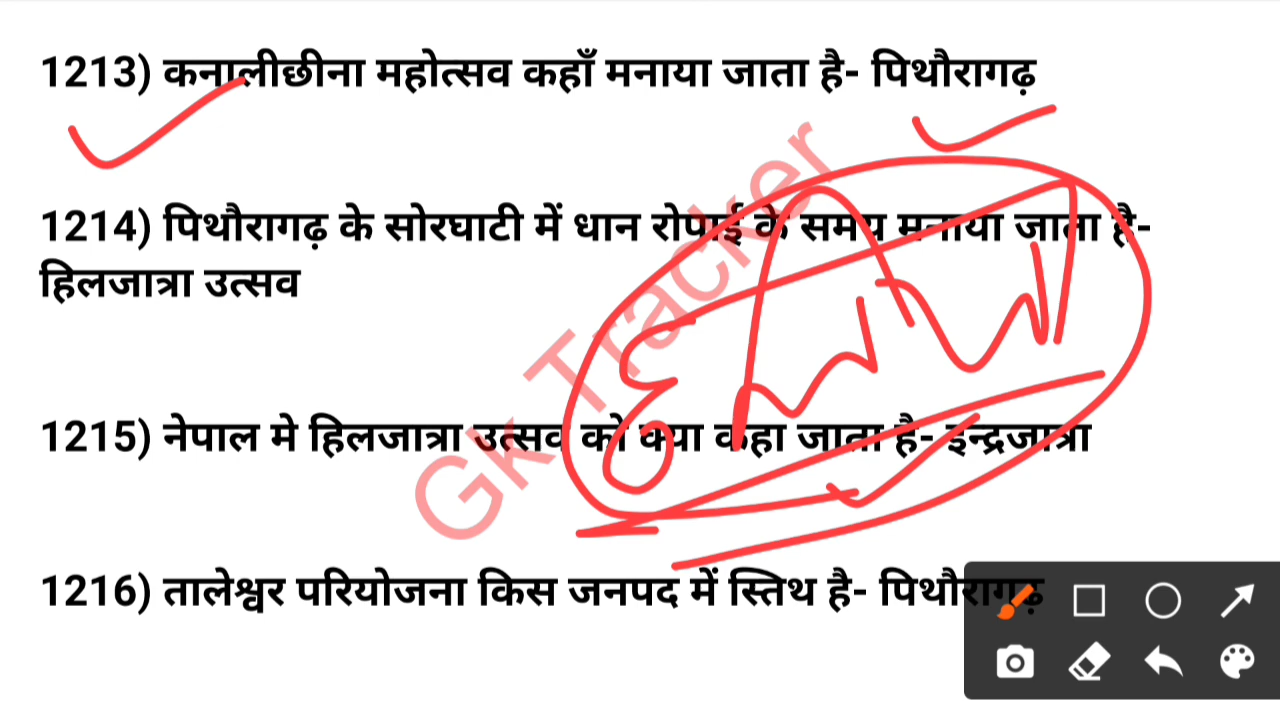 1213) कनालीछीना महोत्सव कहाँ मनाया जाता है- पिथौरागढ़
1214) पिथौरागढ़ के सोरघाटी में धान रोपाई के समय मनाया जाता है-
हिलजात्रा उत्सव
1215) नेपाल मे हिलजात्रा उत्सव को क्या कहा जाता है- इन्द्रजात्रा
1216) तालेश्वर परियोजना किस जनपद में स्तिथ है- पिथौरागढ़
Gk Tracker